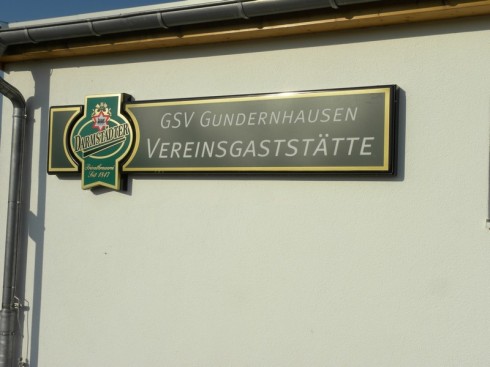 GSV GUNDERNHAUSEN
VEREINSGASTSTÄTTE
DARMSTÄDTER
Seit 1847